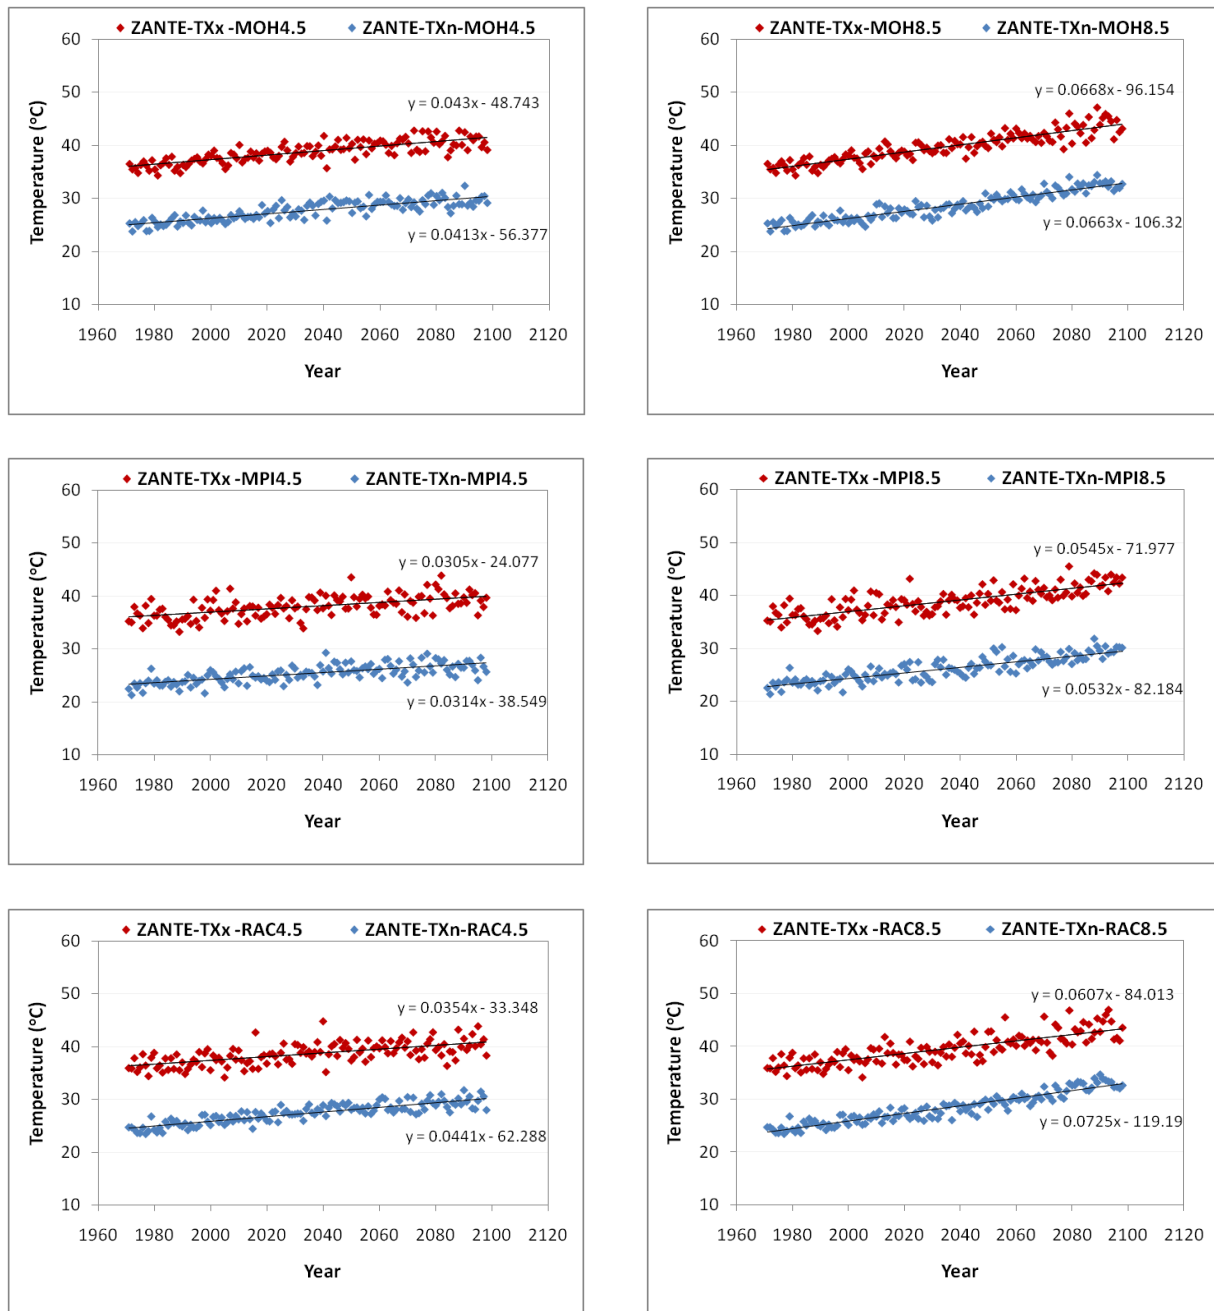 ZANTE-TXx -MOH4.5 ZANTE-TXn-MOH4.5
60
50
40
30
20
10
Temperature (°C)
y = 0.043x - 48.743
y = 0.0413x - 56.377
1960 1980 2000 2020 2040 2060 2080 2100 2120
Year
ZANTE-TXx-MOH8.5 ZANTE-TXn-MOH8.5
60
50
40
30
20
10
Temperature (°C)
y = 0.0668x - 96.154
y = 0.0663x - 106.32
1960 1980 2000 2020 2040 2060 2080 2100 2120
Year
ZANTE-TXx -MPI4.5 ZANTE-TXn-MPI4.5
60
50
40
30
20
10
Temperature (°C)
y = 0.0305x - 24.077
y = 0.0314x - 38.549
1960 1980 2000 2020 2040 2060 2080 2100 2120
Year
ZANTE-TXx -MPI8.5 ZANTE-TXn-MPI8.5
60
50
40
30
20
10
Temperature (°C)
y = 0.0545x - 71.977
y = 0.0532x - 82.184
1960 1980 2000 2020 2040 2060 2080 2100 2120
Year
ZANTE-TXx -RAC4.5 ZANTE-TXn-RAC4.5
60
50
40
30
20
10
Temperature (°C)
y = 0.0354x - 33.348
y = 0.0441x - 62.288
1960 1980 2000 2020 2040 2060 2080 2100 2120
Year
ZANTE-TXx -RAC8.5 ZANTE-TXn-RAC8.5
60
50
40
30
20
10
Temperature (°C)
y = 0.0607x - 84.013
y = 0.0725x - 119.19
1960 1980 2000 2020 2040 2060 2080 2100 2120
Year